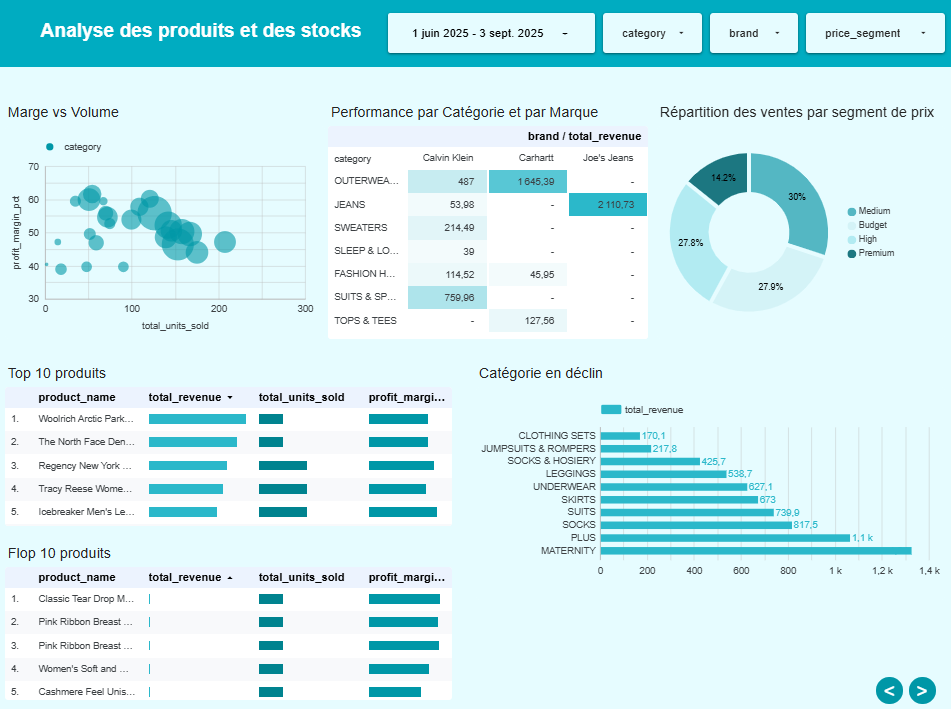 Analyse des produits et des stocks
1 juin 2025 - 3 sept. 2025
category
brand
price_segment
Marge vs Volume
category
profit_margin_pct
70
60
50
40
30
0
100
200
300
total_units_sold
Performance par Catégorie et par Marque
brand / total_revenue
category Calvin Klein Carhartt Joe's Jeans
OUTERWEA... 487 1 645,39 -
JEANS 53,98 - 2 110,73
SWEATERS 214,49 - -
SLEEP & LO... 39 - -
FASHION H... 114,52 45,95 -
SUITS & SP... 759,96 - -
TOPS & TEES - 127,56 -
Répartition des ventes par segment de prix
14.2%
30%
27.8%
27.9%
Medium
Budget
High
Premium
Top 10 produits
product_name total_revenue total_units_sold profit_margi...
1. Woolrich Arctic Park...
2. The North Face Den...
3. Regency New York ...
4. Tracy Reese Wome...
5. Icebreaker Men's Le...
Flop 10 produits
product_name total_revenue total_units_sold profit_margi...
1. Classic Tear Drop M...
2. Pink Ribbon Breast ...
3. Pink Ribbon Breast ...
4. Women's Soft and ...
5. Cashmere Feel Unis...
Catégorie en déclin
total_revenue
CLOTHING SETS 170,1
JUMPSUITS & ROMPERS 217,8
SOCKS & HOSIERY 425,7
LEGGINGS 538,7
UNDERWEAR 627,1
SKIRTS 673
SUITS 739,9
SOCKS 817,5
PLUS 1,1 k
MATERNITY
0 200 400 600 800 1 k 1,2 k 1,4 k